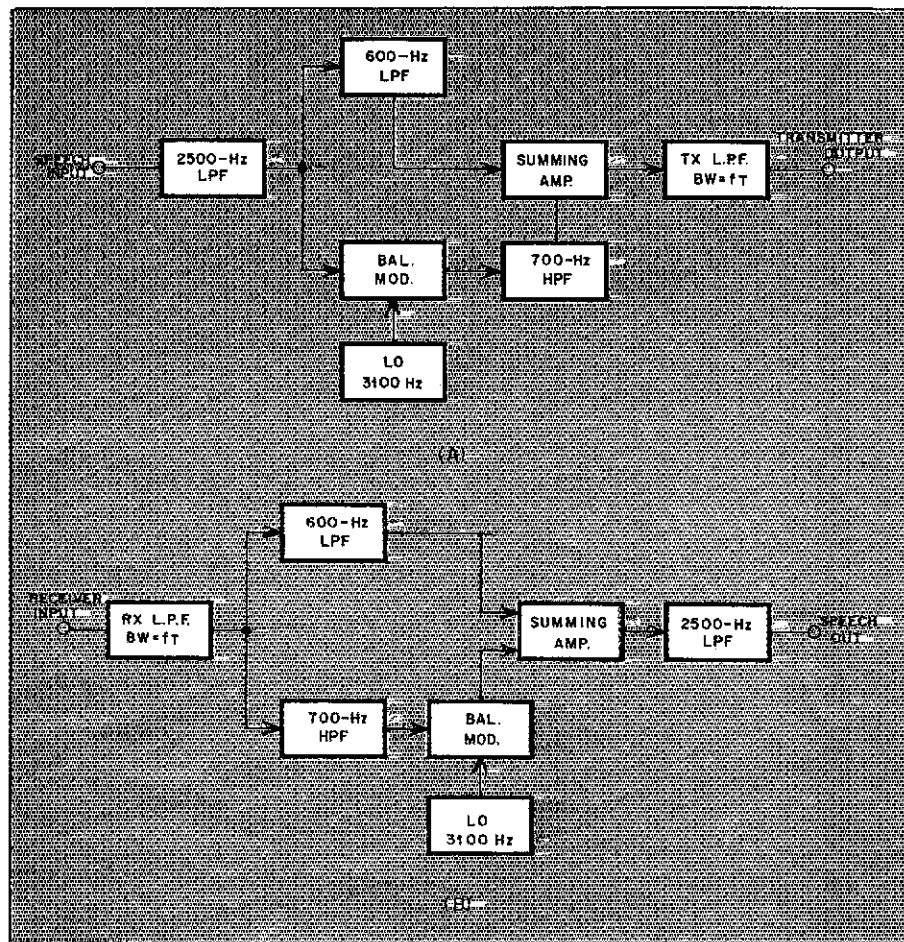 600-Hz
LPF
SPEECH
INPUT
2500-Hz
LPF
SUMMING
AMP.
TX L.P.F.
BW=fT
TRANSMITTER
OUTPUT
BAL.
MOD.
700-Hz
HPF
LO
3100 Hz
(A)
600-Hz
LPF
RECEIVER
INPUT
RX L.P.F.
BW=fT
SUMMING
AMP.
2500-Hz
LPF
SPEECH
OUT
700-Hz
HPF
BAL.
MOD.
LO
3100 Hz
(B)